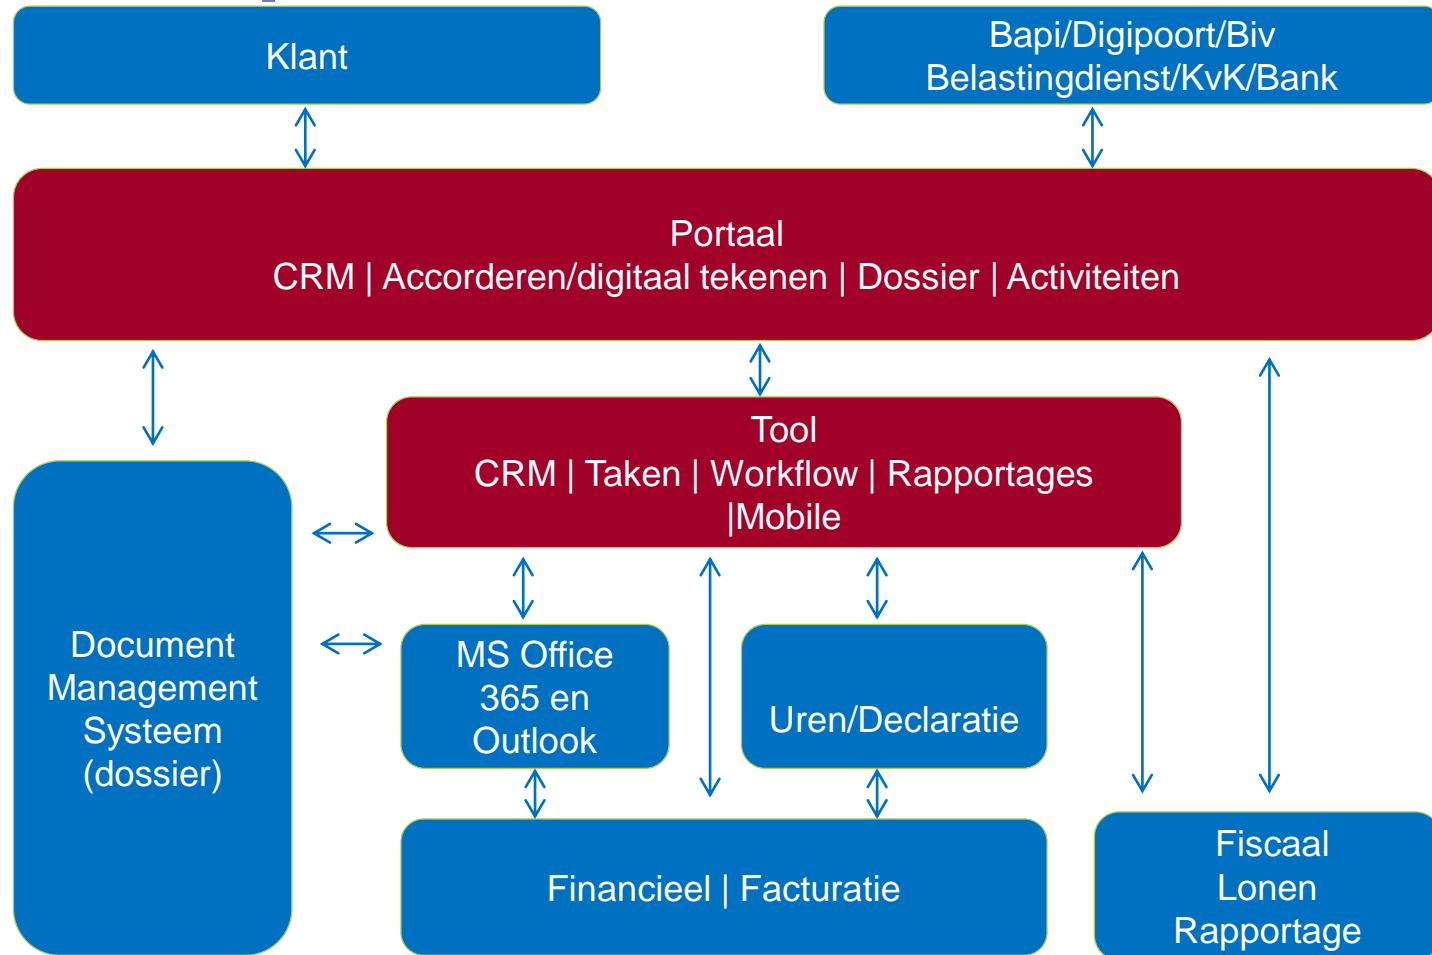 Klant
Bapi/Digipoort/Biv
Belastingdienst/KvK/Bank
Portaal
CRM | Accorderen/digitaal tekenen | Dossier | Activiteiten
Tool
CRM | Taken | Workflow | Rapportages
|Mobile
Document
Management
Systeem
(dossier)
MS Office
365 en
Outlook
Uren/Declaratie
Financieel | Facturatie
Fiscaal
Lonen
Rapportage